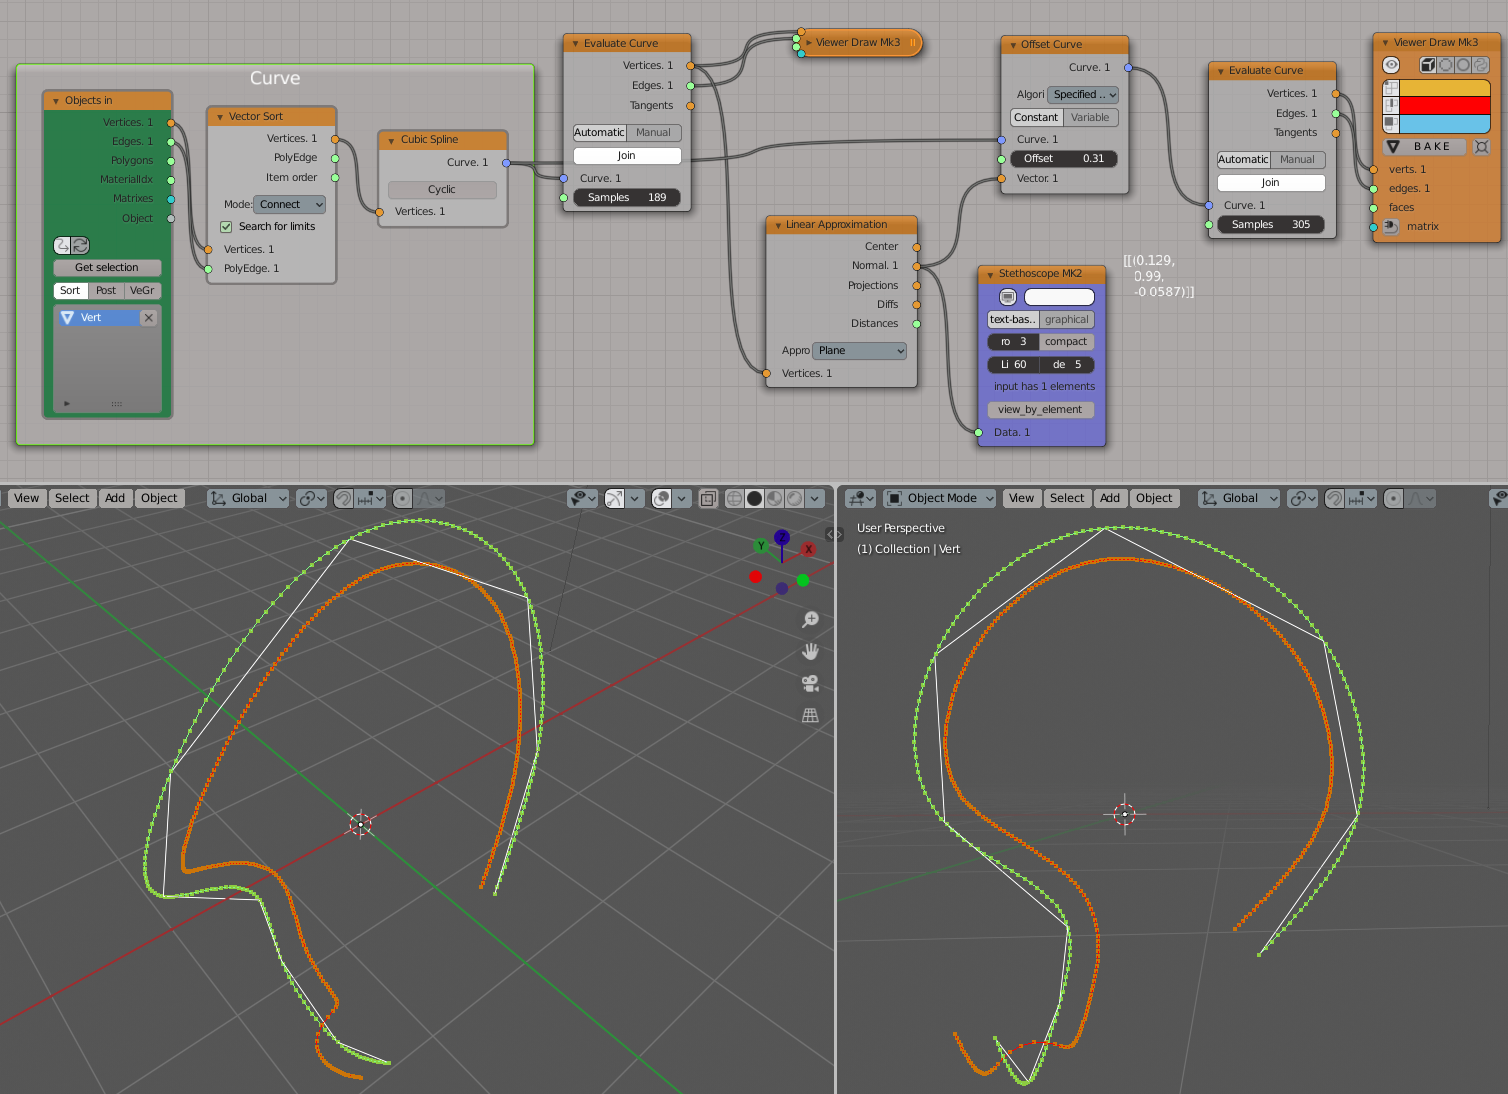 Curve
Objects in
Vertices. 1
Edges. 1
Polygons
MaterialIdx
Matrixes
Object
Get selection
Sort Post VeGr
Vert
Vector Sort
Vertices. 1
PolyEdge
Item order
Mode: Connect
Search for limits
Vertices. 1
PolyEdge. 1
Cubic Spline
Curve. 1
Cyclic
Vertices. 1
Evaluate Curve
Vertices. 1
Edges. 1
Tangents
Automatic Manual
Join
Curve. 1
Samples 189
Viewer Draw Mk3
Linear Approximation
Center
Normal. 1
Projections
Diffs
Distances
Appro Plane
Vertices. 1
Offset Curve
Curve. 1
Algori Specified ..
Constant Variable
Curve. 1
Offset 0.31
Vector. 1
Stethoscope MK2
text-bas.. graphical
ro 3 compact
Li 60 de 5
input has 1 elements
view_by_element
Data. 1
[[(0.129,
0.99,
-0 0587)]]
Evaluate Curve
Vertices. 1
Edges. 1
Tangents
Automatic Manual
Join
Curve. 1
Samples 305
Viewer Draw Mk3
BAKE
verts. 1
edges. 1
faces
matrix
View Select Add Object Global
Y Z X
Object Mode View Select Add Object Global
User Perspective
(1) Collection | Vert